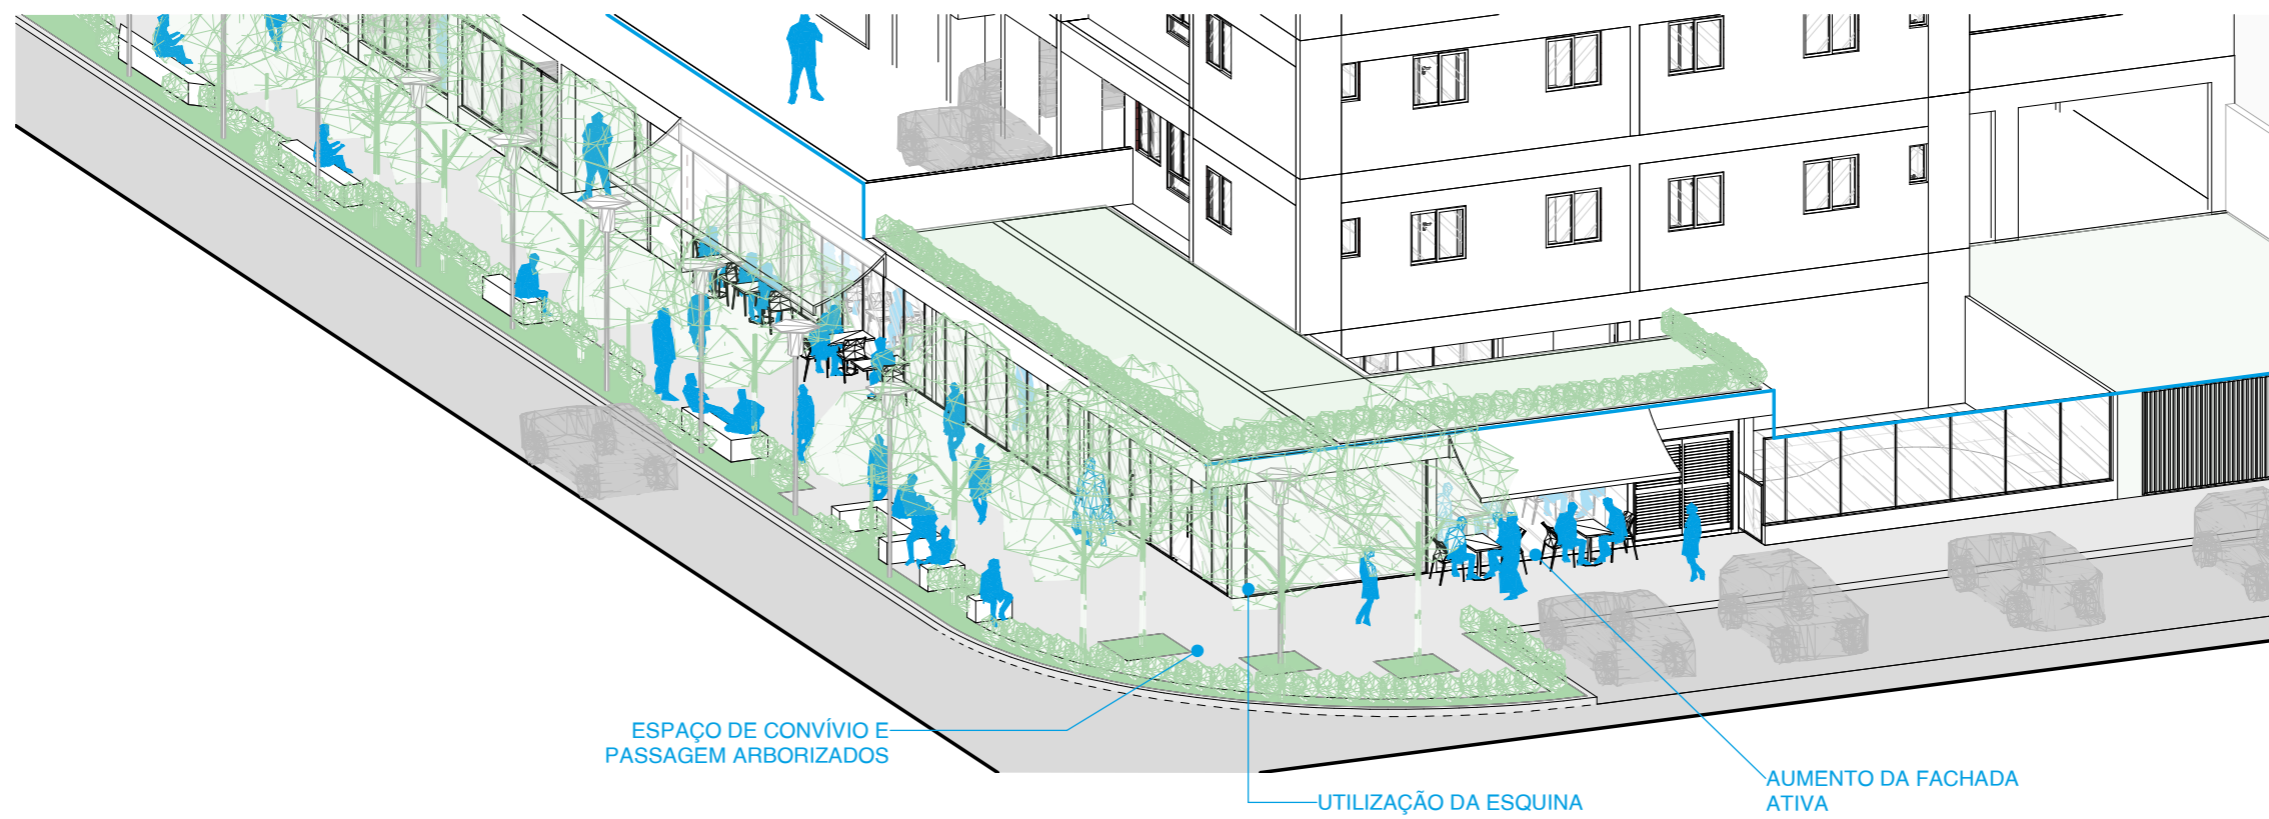 ESPAÇO DE CONVÍVIO E
PASSAGEM ARBORIZADOS
UTILIZAÇÃO DA ESQUINA
AUMENTO DA FACHADA
ATIVA